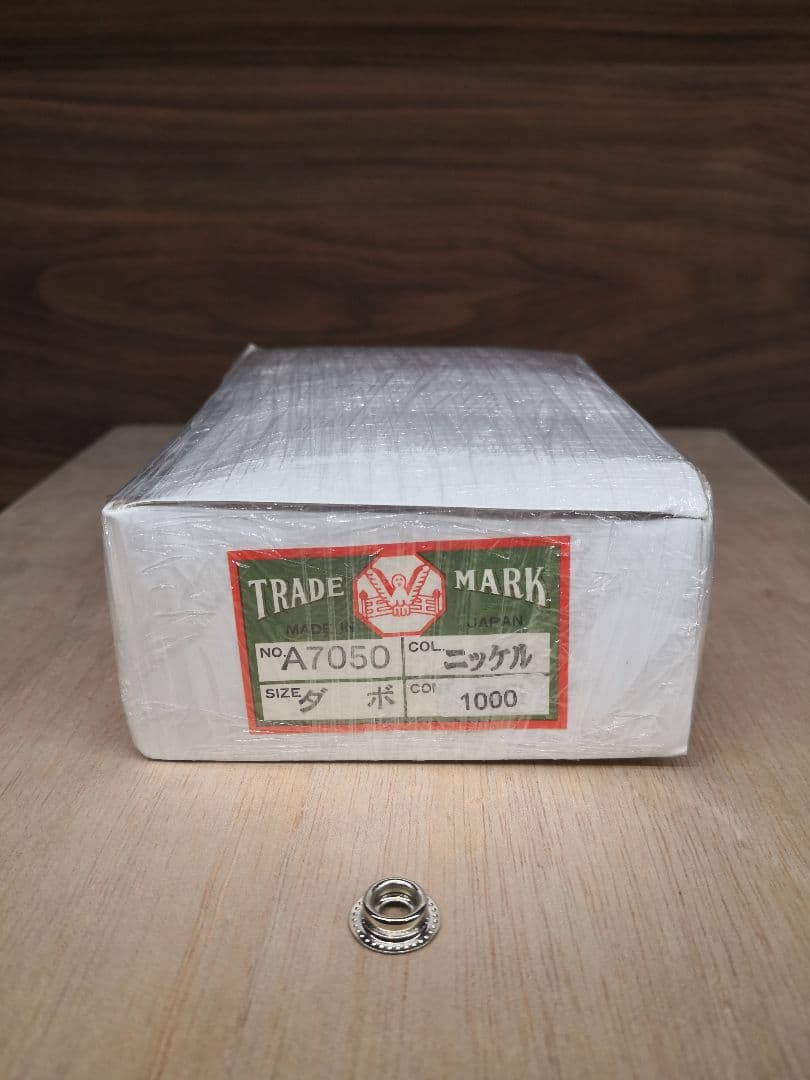 TRADE MARK
MADE IN JAPAN
NO. A7050 COL. ニッケル
SIZE ダボ 1000